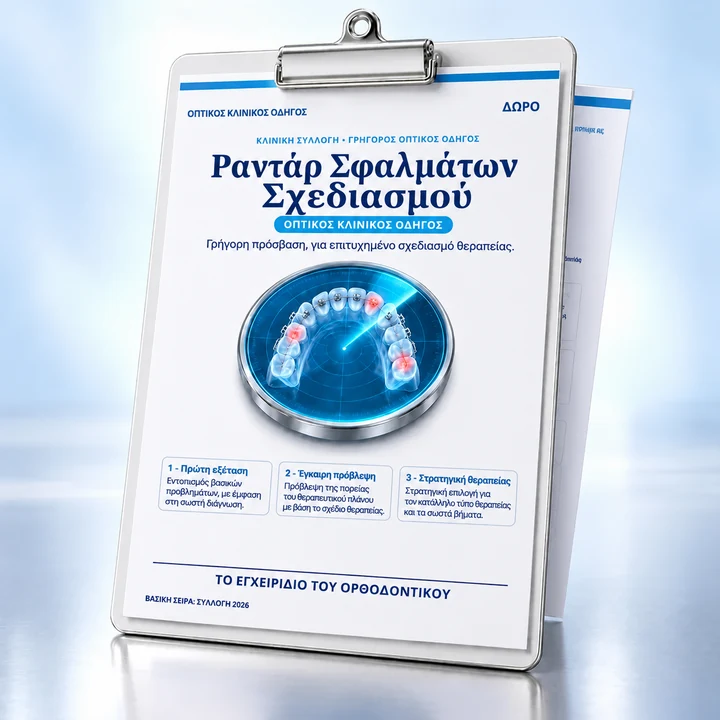 ΟΠΤΙΚΟΣ ΚΛΙΝΙΚΟΣ ΟΔΗΓΟΣ
ΔΩΡΟ
ΚΛΙΝΙΚΗ ΣΥΛΛΟΓΗ • ΓΡΗΓΟΡΟΣ ΟΠΤΙΚΟΣ ΟΔΗΓΟΣ
Ραντάρ Σφαλμάτων
Σχεδιασμού
ΟΠΤΙΚΟΣ ΚΛΙΝΙΚΟΣ ΟΔΗΓΟΣ
Γρήγορη πρόσβαση, για επιτυχημένο σχεδιασμό θεραπείας.
1 - Πρώτη εξέταση
Εντοπισμός βασικών
προβλημάτων, με έμφαση
στη σωστή διάγνωση.
2 - Έγκαιρη πρόβλεψη
Πρόβλεψη της πορείας
του θεραπευτικού πλάνου
με βάση το σχέδιο θεραπείας.
3 - Στρατηγική θεραπείας
Στρατηγική επιλογή για
τον κατάλληλο τύπο θεραπείας
και τα σωστά βήματα.
ΤΟ ΕΓΧΕΙΡΙΔΙΟ ΤΟΥ ΟΡΘΟΔΟΝΤΙΚΟΥ
ΒΑΣΙΚΗ ΣΕΙΡΑ: ΣΥΛΛΟΓΗ 2026